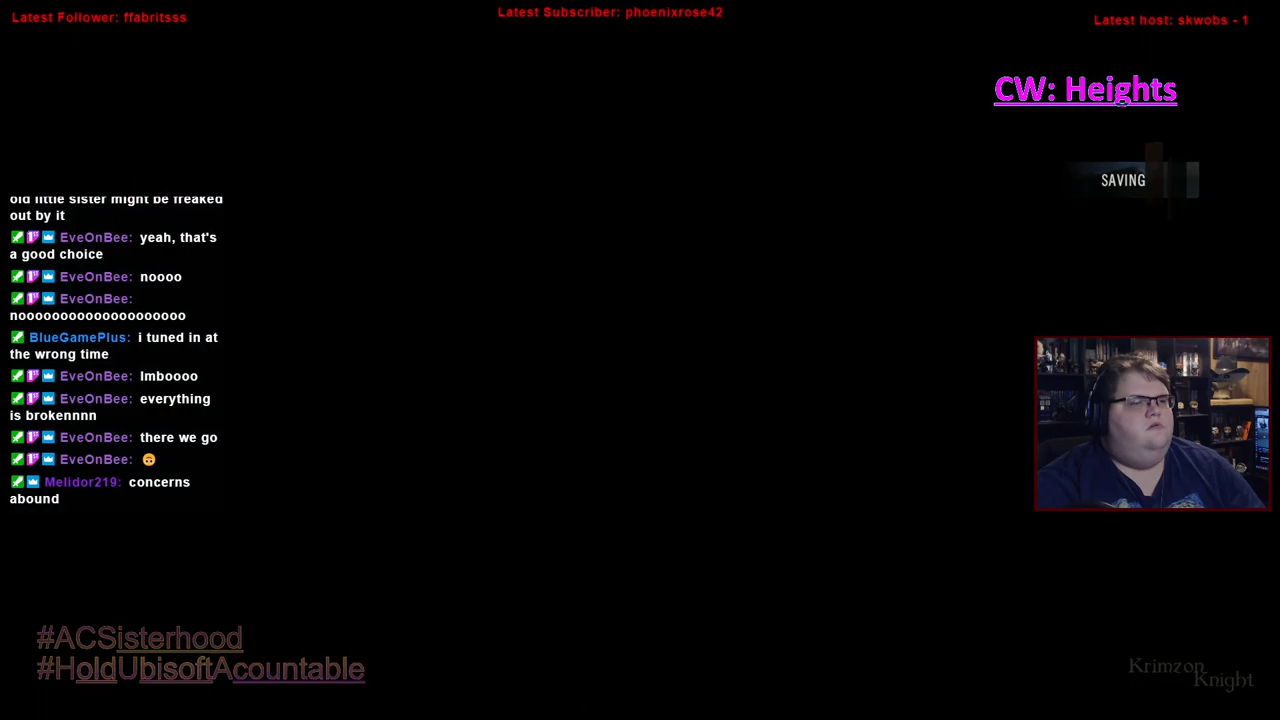 Latest Follower: ffabritsss
Latest Subscriber: phoenixrose42
Latest host: skwobs - 1
CW: Heights
SAVING
old little sister might be freaked
out by it
EveOnBee: yeah, that's
a good choice
EveOnBee: noooo
EveOnBee:
noooooooooooooooooooo
BlueGamePlus: i tuned in at
the wrong time
EveOnBee: lmboooo
EveOnBee: everything
is brokennnn
EveOnBee: there we go
EveOnBee: 🙃
Melidor219: concerns
abound
#ACSisterhood
#HoldUbisoftAcountable
Krimzon
Knight